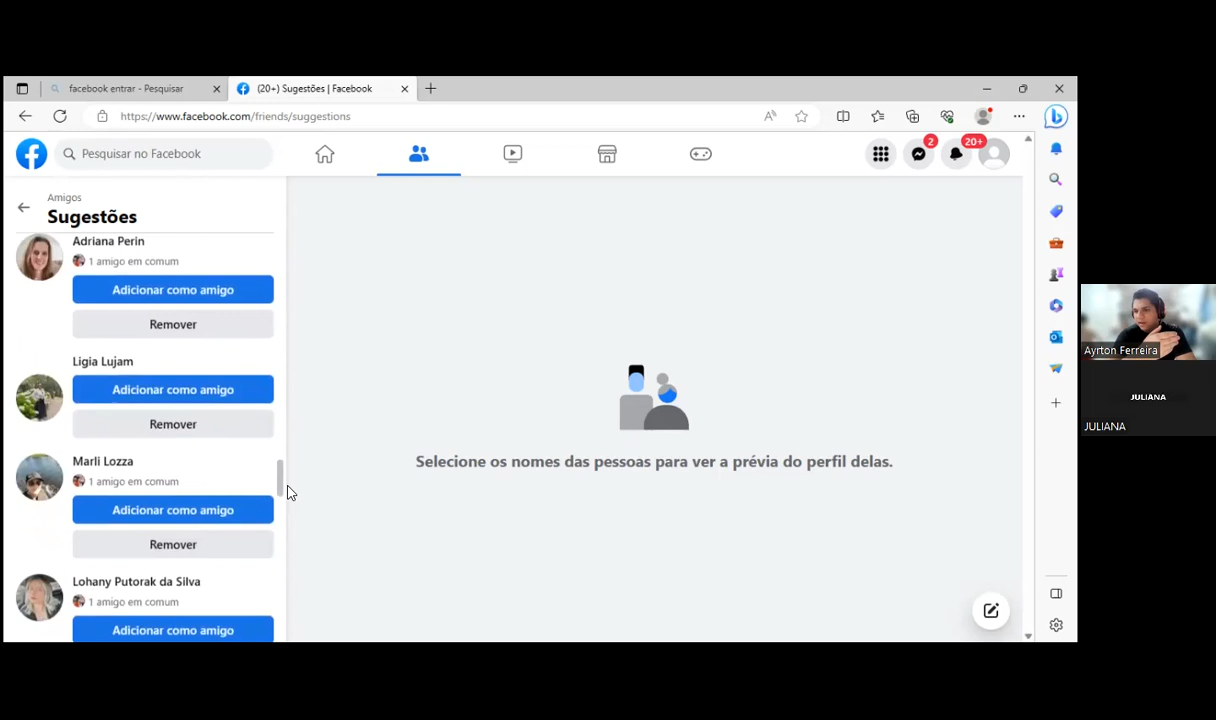 facebook entrar - Pesquisar
(20+) Sugestões | Facebook
https://www.facebook.com/friends/suggestions
Pesquisar no Facebook
2
20+
Amigos
Sugestões
Adriana Perin
1 amigo em comum
Adicionar como amigo
Remover
Ligia Lujam
Adicionar como amigo
Remover
Marli Lozza
1 amigo em comum
Adicionar como amigo
Remover
Lohany Putorak da Silva
1 amigo em comum
Adicionar como amigo
Selecione os nomes das pessoas para ver a prévia do perfil delas.
Ayrton Ferreira
JULIANA
JULIANA